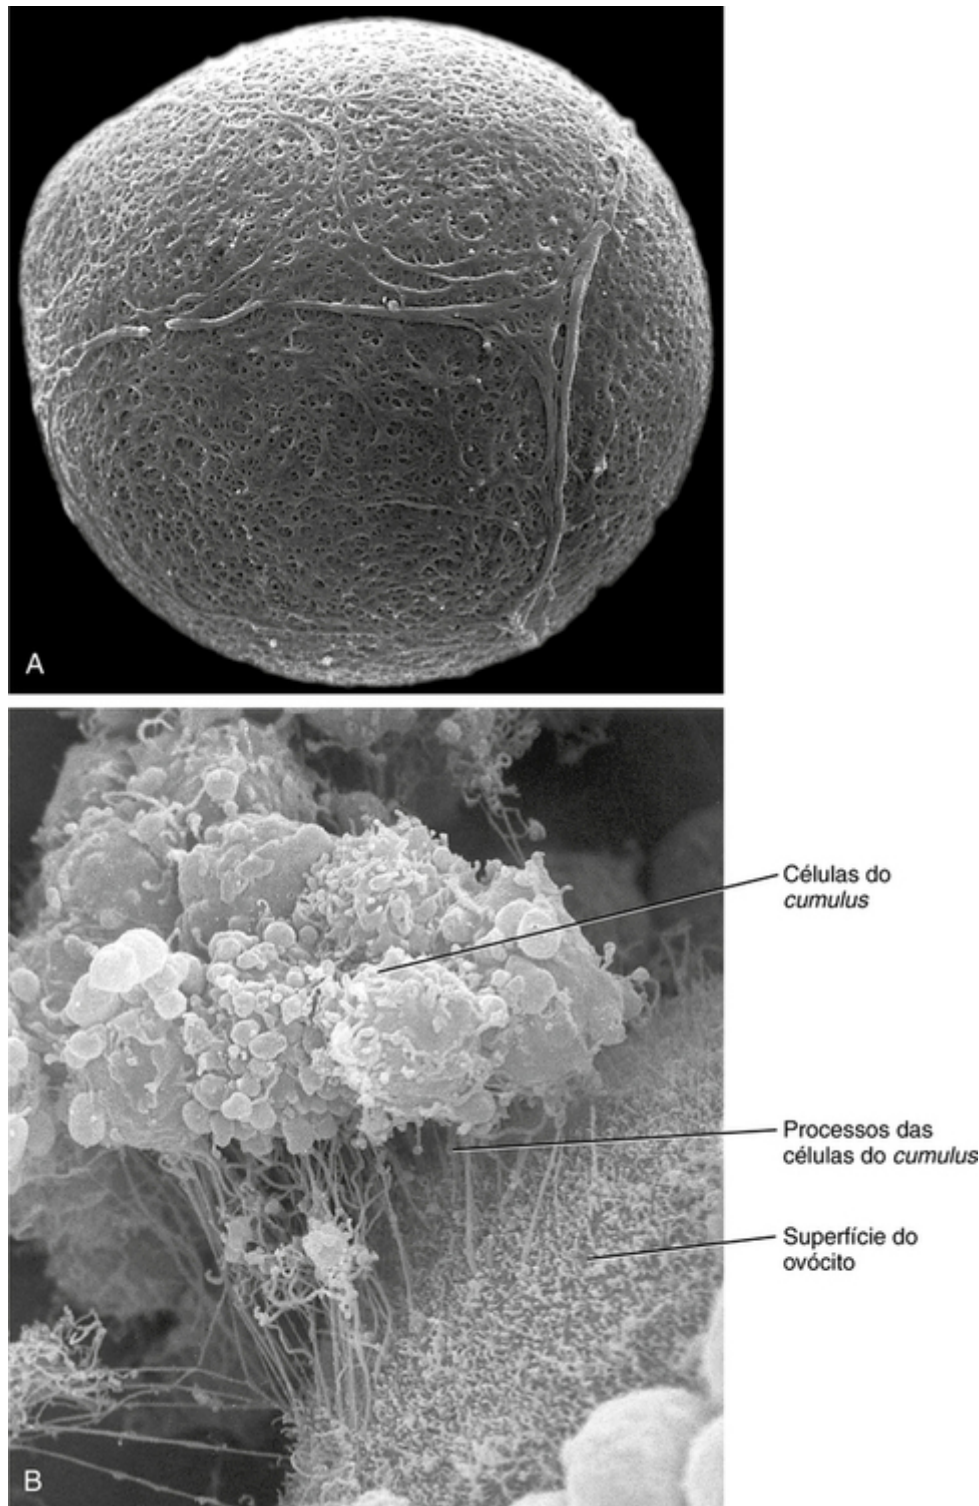 A
Células do
cumulus
Processos das
células do cumulus
Superfície do
ovócito
B